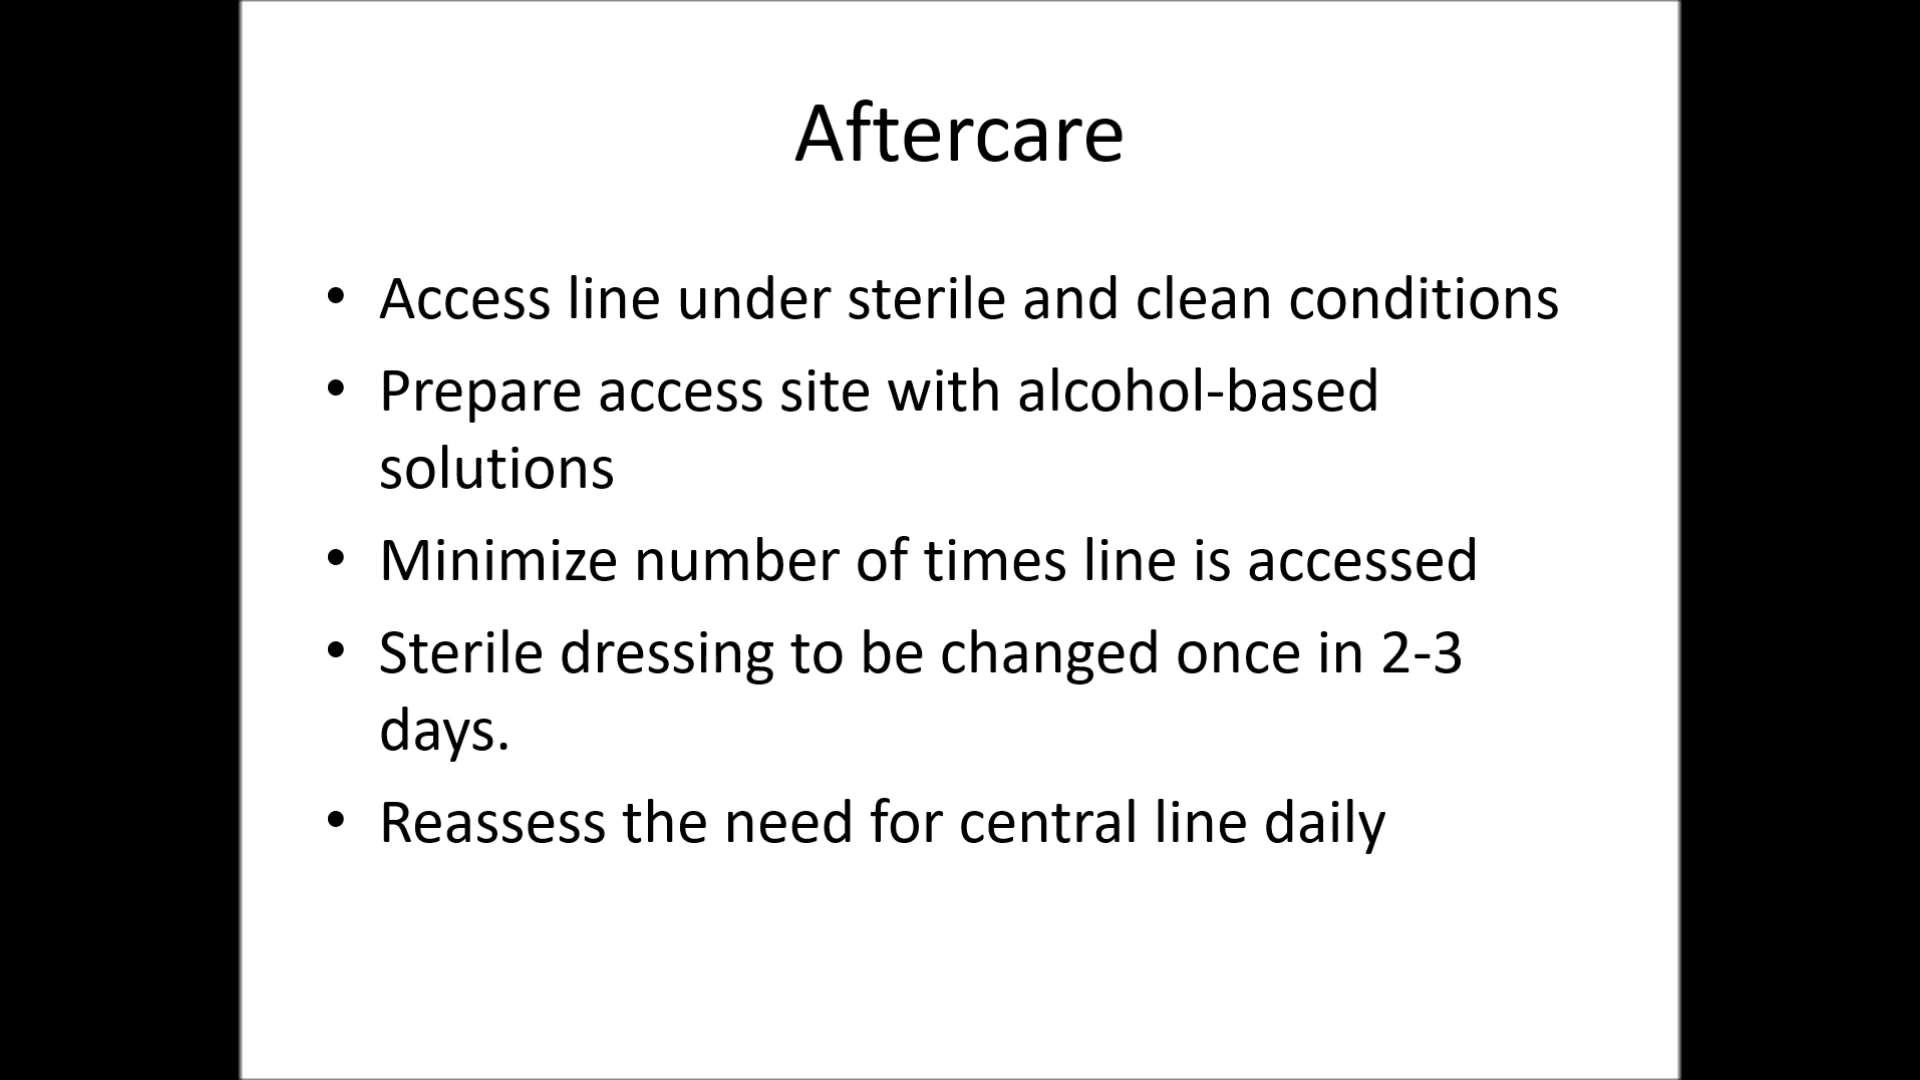 Aftercare
• Access line under sterile and clean conditions
• Prepare access site with alcohol-based
solutions
• Minimize number of times line is accessed
• Sterile dressing to be changed once in 2-3
days.
• Reassess the need for central line daily